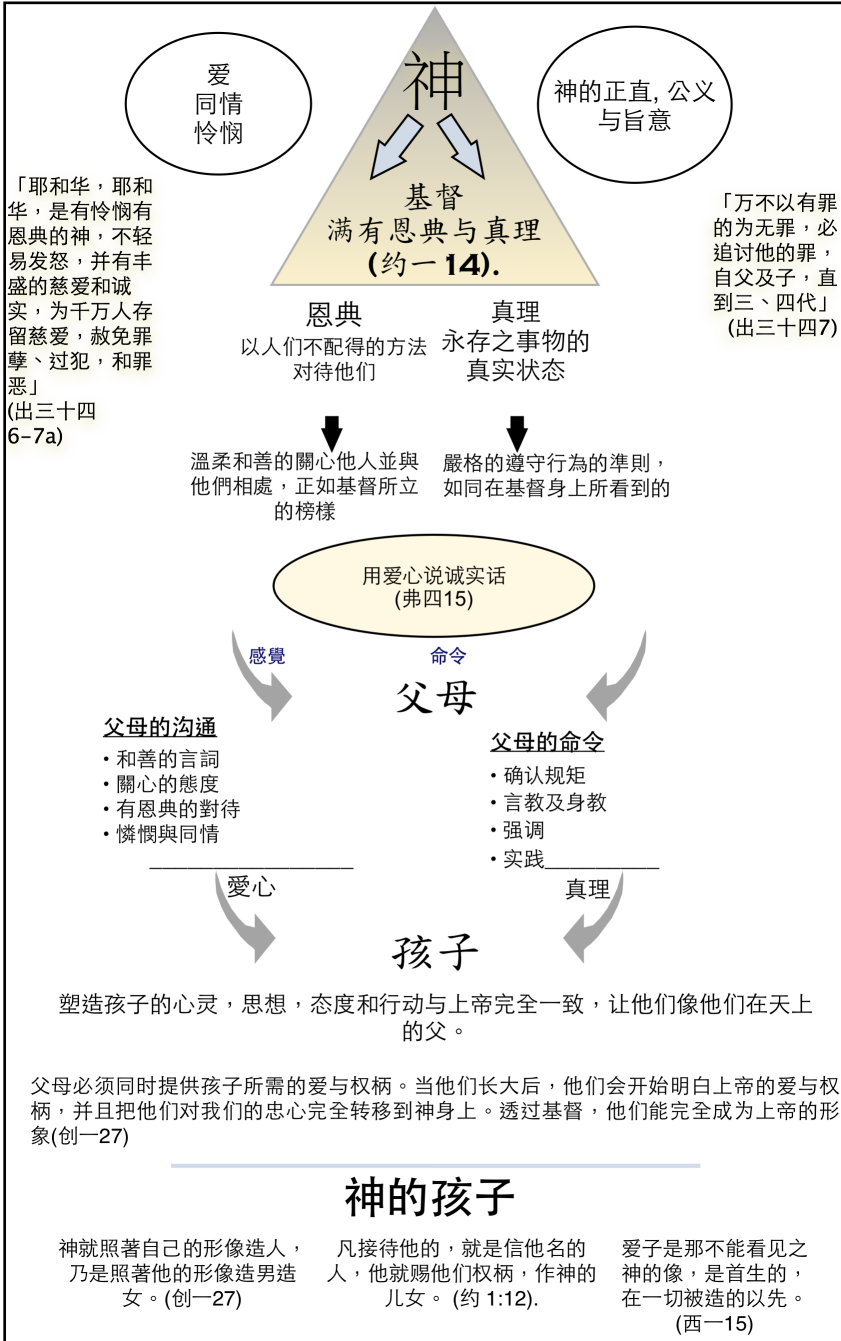 神
爱
同情
怜悯
神的正直, 公义
与旨意
基督
满有恩典与真理
(约一 14).
「耶和华，耶和
华，是有怜悯有
恩典的神，不轻
易发怒，并有丰
盛的慈爱和诚
实，为千万人存
留慈爱，赦免罪
孽、过犯，和罪
恶」
(出三十四
6–7a)
「万不以有罪
的为无罪，必
追讨他的罪，
自父及子，直
到三、四代」
(出三十四7)
恩典
以人们不配得的方法
对待他们
真理
永存之事物的
真实状态
溫柔和善的關心他人並與
他們相處，正如基督所立
的榜樣
嚴格的遵守行為的準則，
如同在基督身上所看到的
用爱心说诚实话
(弗四15)
感覺
命令
父母
父母的沟通
• 和善的言詞
• 關心的態度
• 有恩典的對待
• 憐憫與同情
愛心
父母的命令
• 确认规矩
• 言教及身教
• 强调
• 实践
真理
孩子
塑造孩子的心灵，思想，态度和行动与上帝完全一致，让他们像他们在天上
的父。
父母必须同时提供孩子所需的爱与权柄。当他们长大后，他们会开始明白上帝的爱与权
柄，并且把他们对我们的忠心完全转移到神身上。透过基督，他们能完全成为上帝的形
象(创一27)
神的孩子
神就照著自己的形像造人，
乃是照著他的形像造男造
女。(创一27)
凡接待他的，就是信他名的
人，他就赐他们权柄，作神的
儿女。 (约 1:12).
爱子是那不能看见之
神的像，是首生的，
在一切被造的以先。
(西一15)